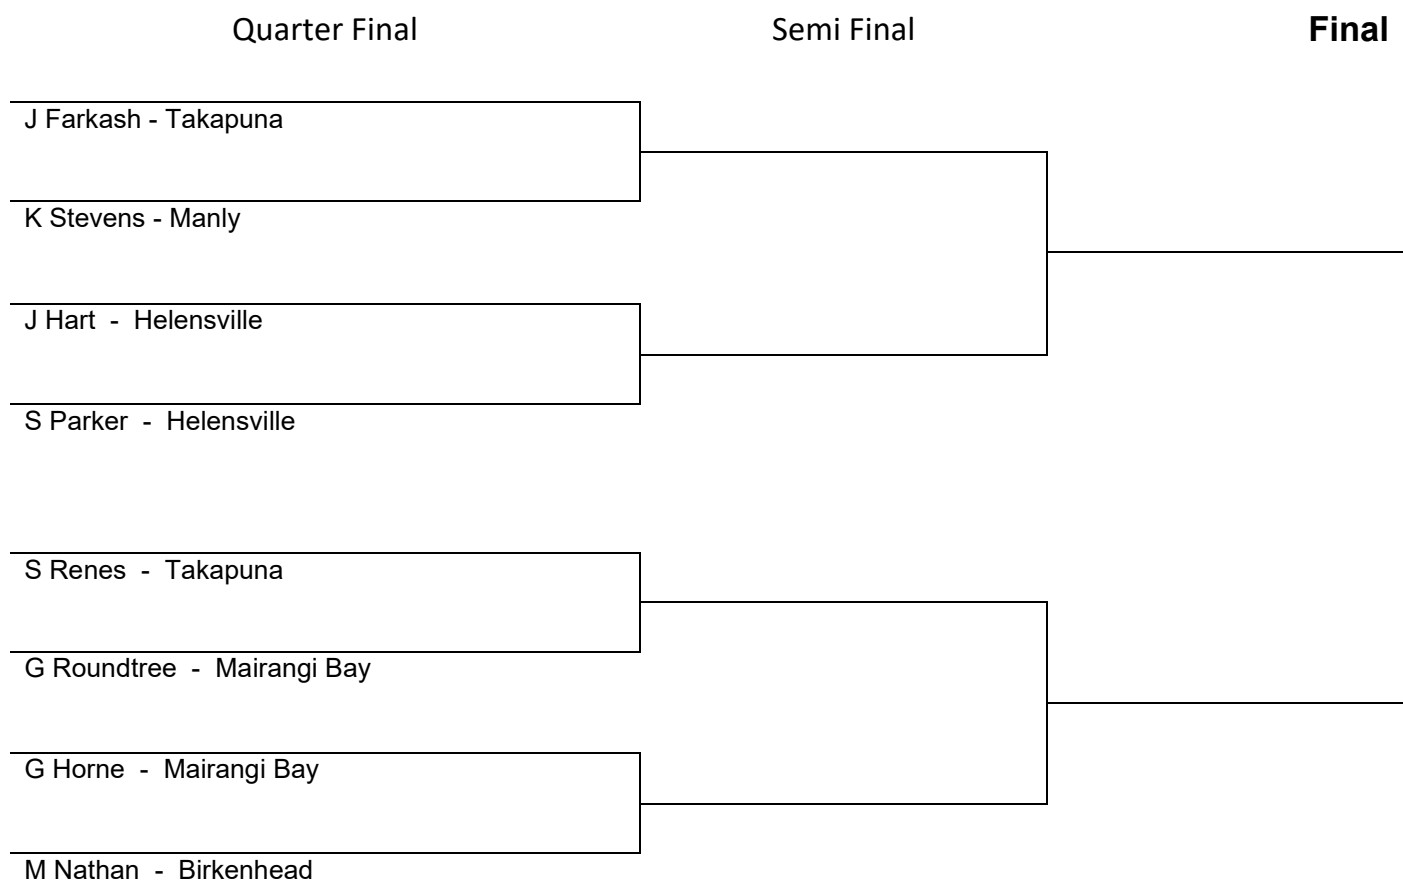 Quarter Final
Semi Final
Final
J Farkash - Takapuna
K Stevens - Manly
J Hart  -  Helensville
S Parker  -  Helensville
S Renes  -  Takapuna
G Roundtree  -  Mairangi Bay
G Horne  -  Mairangi Bay
M Nathan  -  Birkenhead